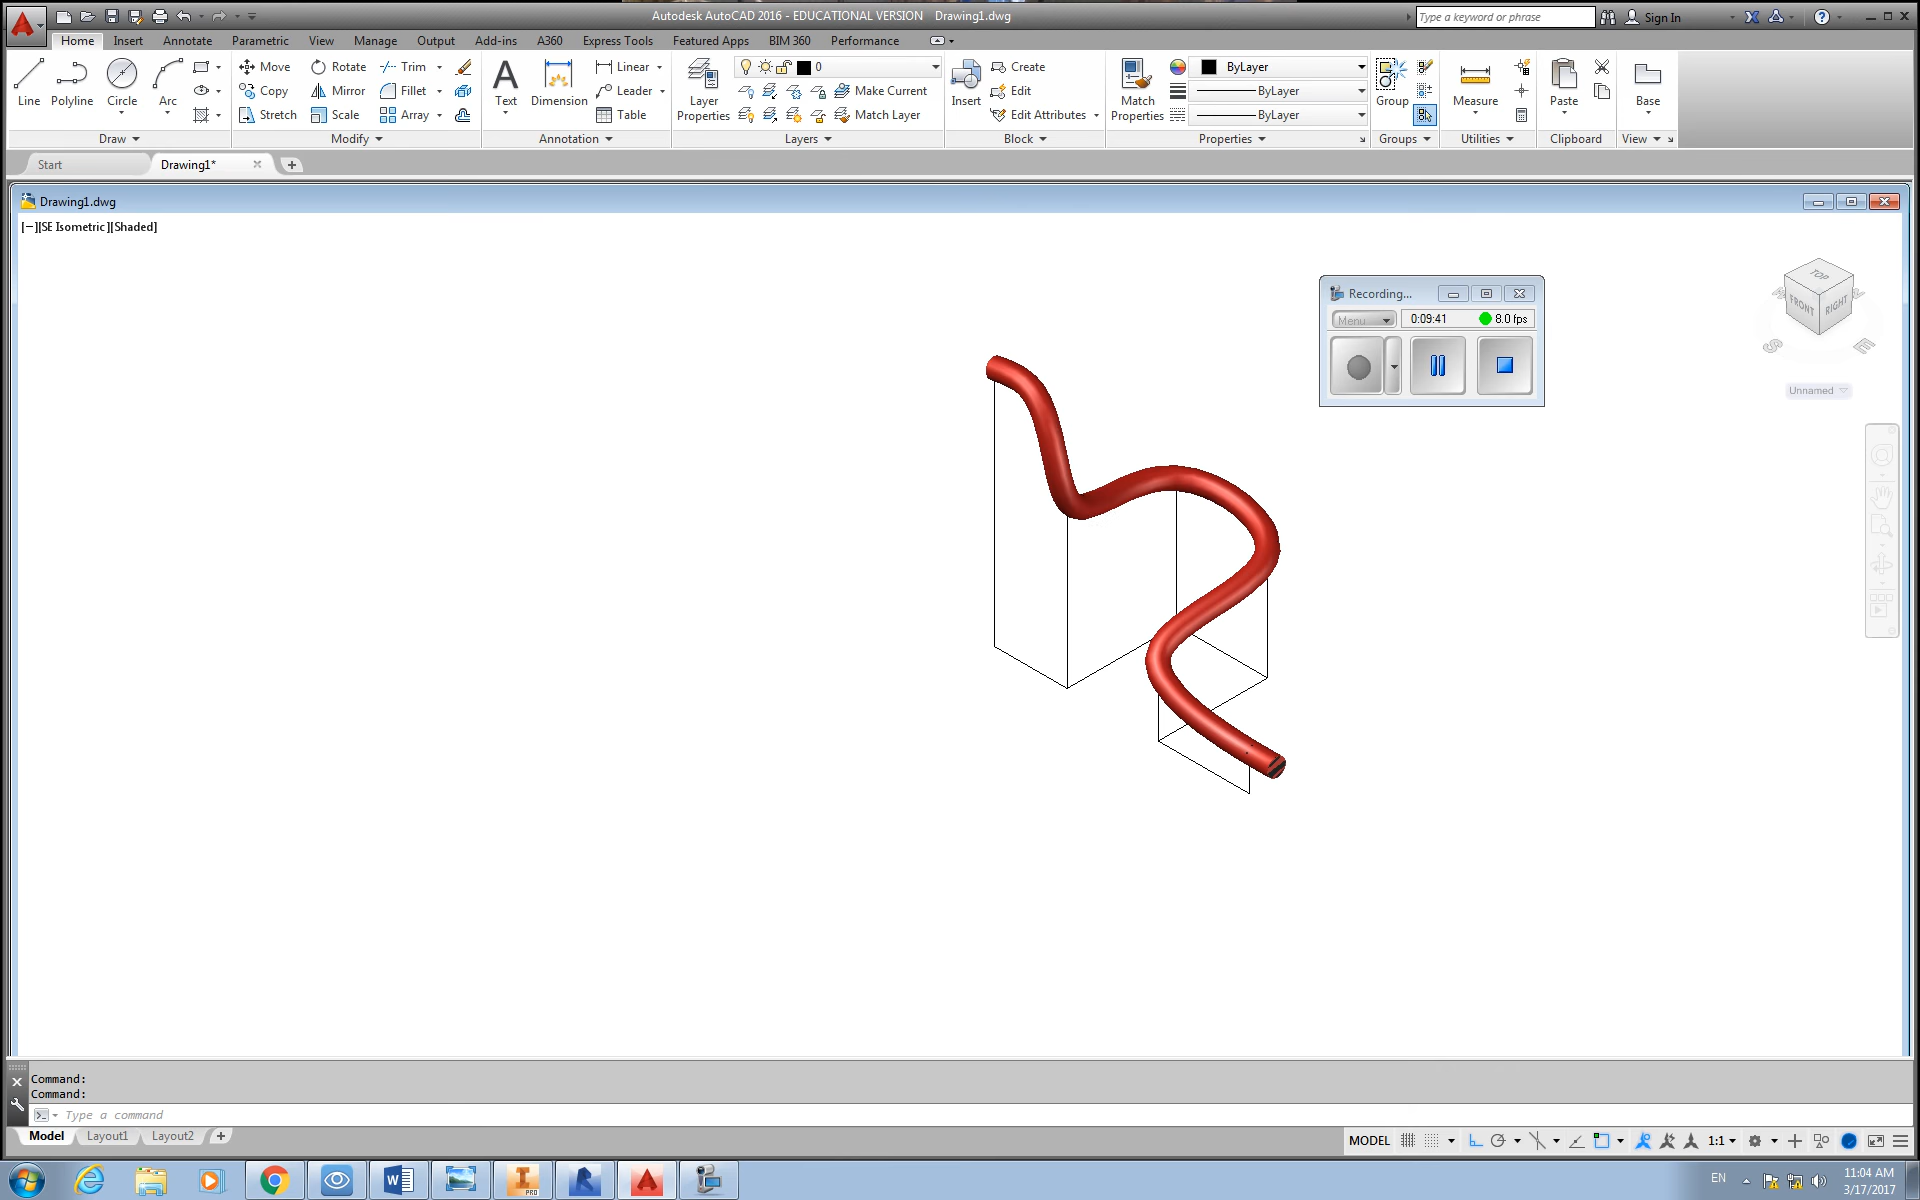 Autodesk AutoCAD 2016 - EDUCATIONAL VERSION Drawing1.dwg
Type a keyword or phrase
Sign In
Home Insert Annotate Parametric View Manage Output Add-ins A360 Express Tools Featured Apps BIM 360 Performance
Line Polyline Circle Arc
Move Rotate Trim
Copy Mirror Fillet
Stretch Scale Array
Text Dimension
Linear
Leader
Table
Layer Properties
0
Make Current
Match Layer
Insert
Create
Edit
Edit Attributes
Match Properties
ByLayer
ByLayer
ByLayer
Group
Measure
Paste
Base
Draw Modify Annotation Layers Block Properties Groups Utilities Clipboard View
Start Drawing1*
Drawing1.dwg
[−][SE Isometric][Shaded]
Recording...
Menu 0:09:41 8.0 fps
TOP
FRONT RIGHT
S E
Unnamed
Command:
Command:
Type a command
Model Layout1 Layout2
MODEL 1:1
PRO
EN
11:04 AM
3/17/2017